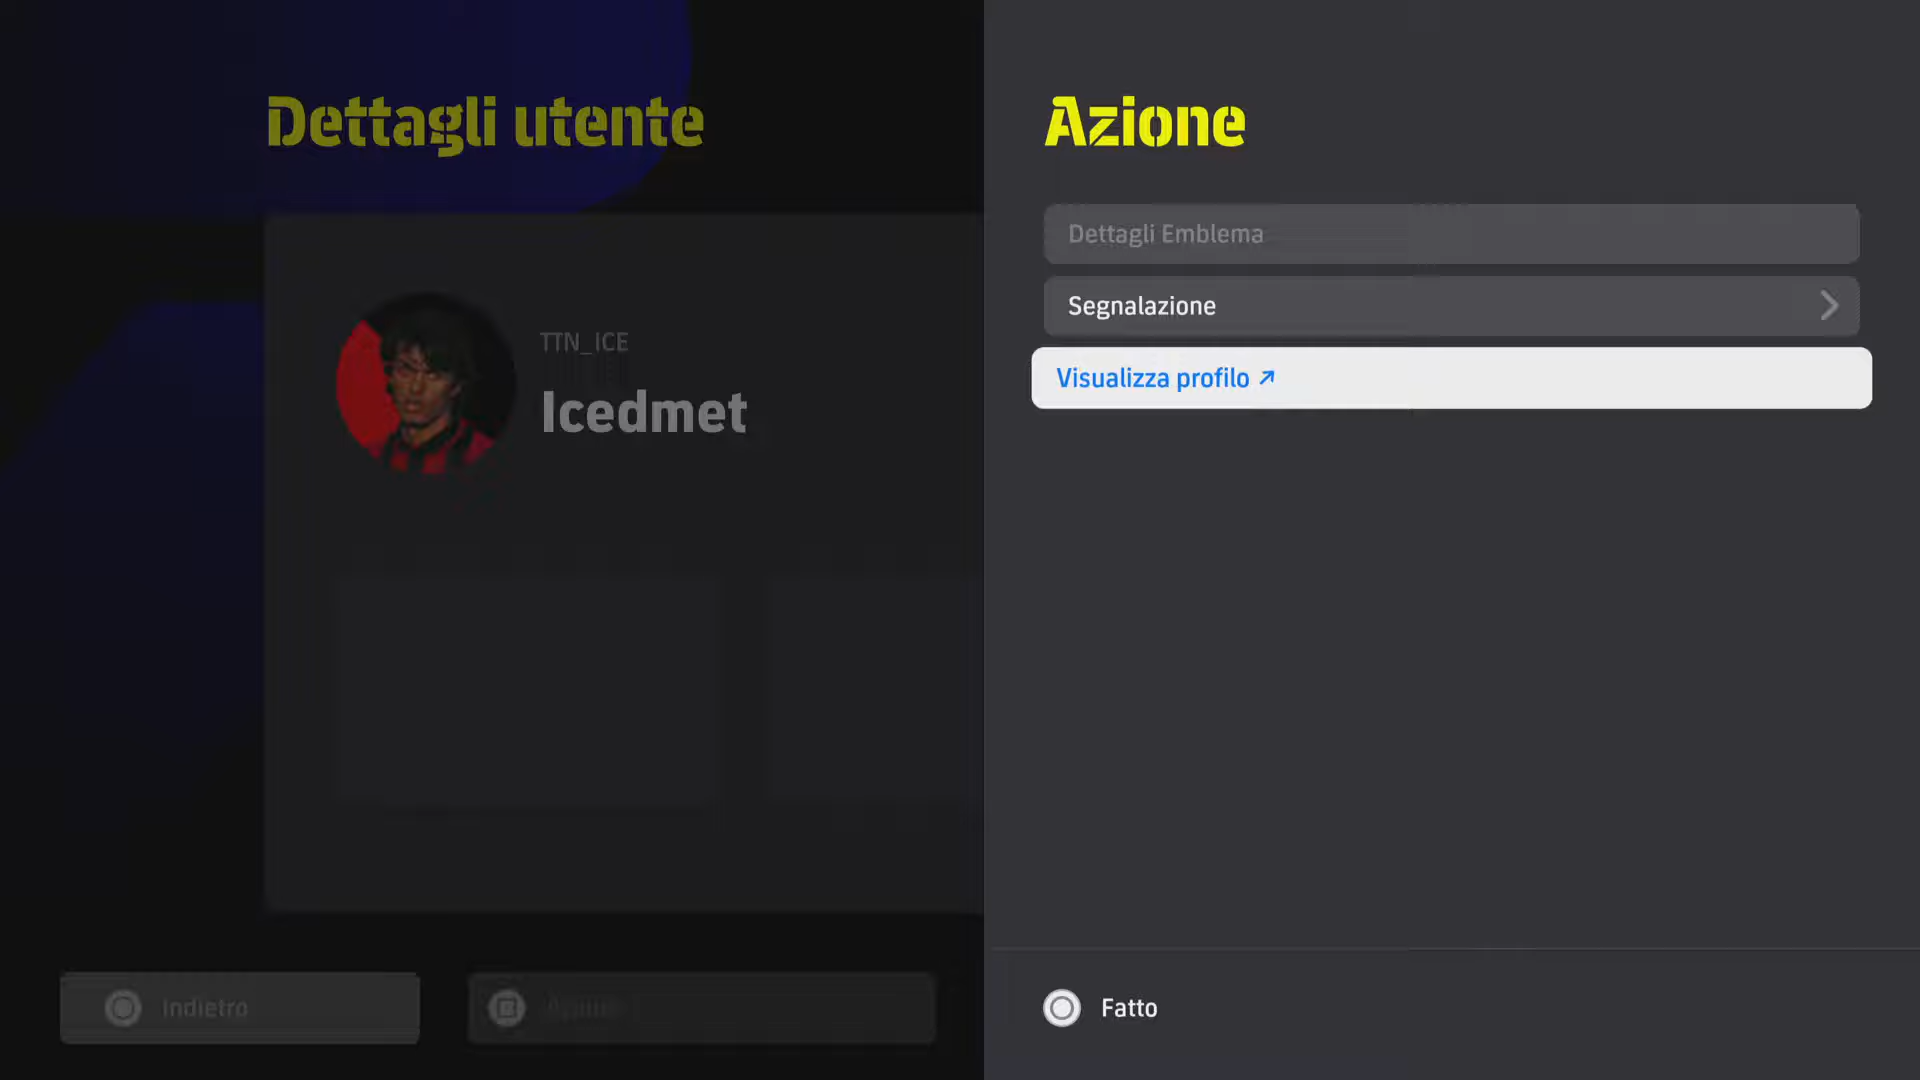 Dettagli utente
TTN_ICE
Icedmet
Indietro
Azione
Dettagli Emblema
Segnalazione
Visualizza profilo ↗
Fatto